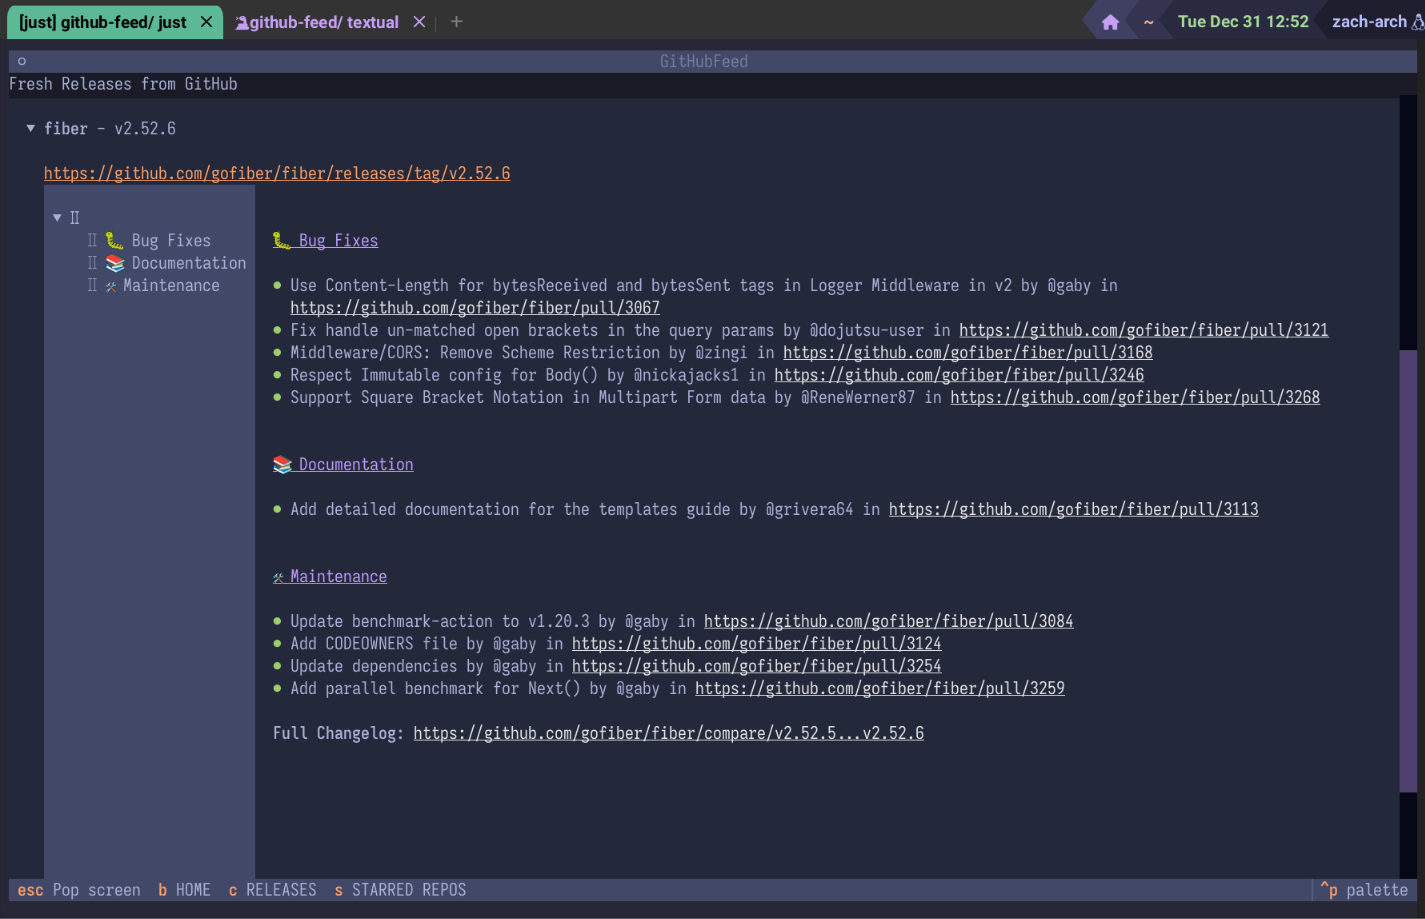 [just] github-feed/ just
github-feed/ textual
~
Tue Dec 31 12:52
zach-arch
GitHubFeed
Fresh Releases from GitHub
▼ fiber - v2.52.6
https://github.com/gofiber/fiber/releases/tag/v2.52.6
▼ Ⅱ
Ⅱ 🐛 Bug Fixes
Ⅱ 📚 Documentation
Ⅱ 🛠 Maintenance
🐛 Bug Fixes
● Use Content-Length for bytesReceived and bytesSent tags in Logger Middleware in v2 by @gaby in
https://github.com/gofiber/fiber/pull/3067
● Fix handle un-matched open brackets in the query params by @dojutsu-user in https://github.com/gofiber/fiber/pull/3121
● Middleware/CORS: Remove Scheme Restriction by @zingi in https://github.com/gofiber/fiber/pull/3168
● Respect Immutable config for Body() by @nickajacks1 in https://github.com/gofiber/fiber/pull/3246
● Support Square Bracket Notation in Multipart Form data by @ReneWerner87 in https://github.com/gofiber/fiber/pull/3268
📚 Documentation
● Add detailed documentation for the templates guide by @grivera64 in https://github.com/gofiber/fiber/pull/3113
🛠 Maintenance
● Update benchmark-action to v1.20.3 by @gaby in https://github.com/gofiber/fiber/pull/3084
● Add CODEOWNERS file by @gaby in https://github.com/gofiber/fiber/pull/3124
● Update dependencies by @gaby in https://github.com/gofiber/fiber/pull/3254
● Add parallel benchmark for Next() by @gaby in https://github.com/gofiber/fiber/pull/3259
Full Changelog: https://github.com/gofiber/fiber/compare/v2.52.5...v2.52.6
esc Pop screen b HOME c RELEASES s STARRED REPOS ^p palette